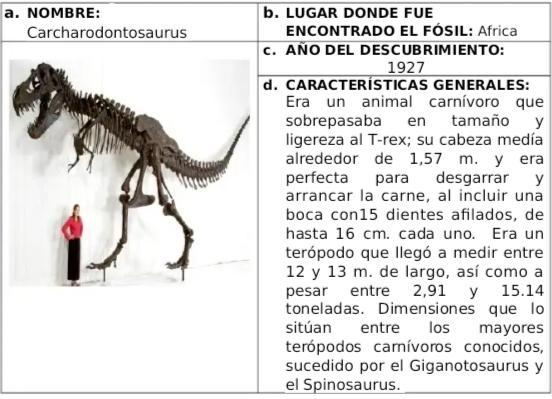 a. NOMBRE:
Carcharodontosaurus
b. LUGAR DONDE FUE
ENCONTRADO EL FÓSIL: Africa
c. AÑO DEL DESCUBRIMIENTO:
1927
d. CARACTERÍSTICAS GENERALES:
Era un animal carnívoro que
sobrepasaba en tamaño y
ligereza al T-rex; su cabeza medía
alrededor de 1,57 m. y era
perfecta para desgarrar y
arrancar la carne, al incluir una
boca con15 dientes afilados, de
hasta 16 cm. cada uno. Era un
terópodo que llegó a medir entre
12 y 13 m. de largo, así como a
pesar entre 2,91 y 15.14
toneladas. Dimensiones que lo
sitúan entre los mayores
terópodos carnívoros conocidos,
sucedido por el Giganotosaurus y
el Spinosaurus.